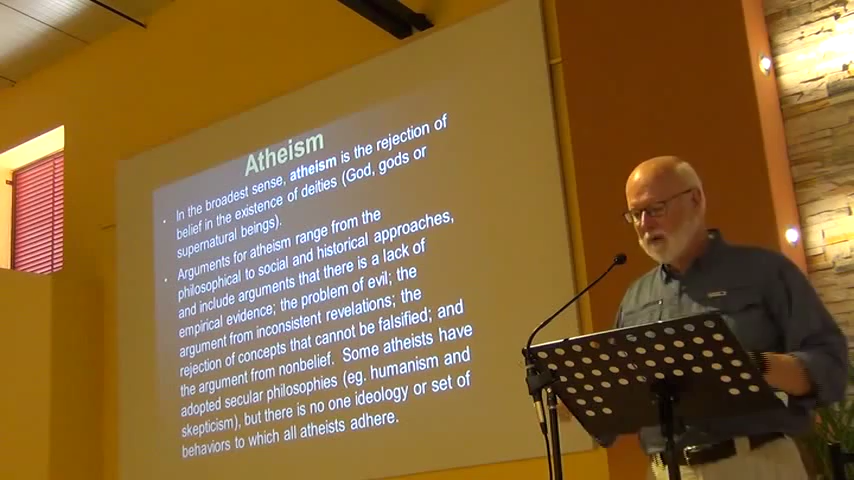 Atheism
• In the broadest sense, atheism is the rejection of
belief in the existence of deities (God, gods or
supernatural beings).
• Arguments for atheism range from the
philosophical to social and historical approaches,
and include arguments that there is a lack of
empirical evidence; the problem of evil; the
argument from inconsistent revelations; the
rejection of concepts that cannot be falsified; and
the argument from nonbelief. Some atheists have
adopted secular philosophies (eg. humanism and
skepticism), but there is no one ideology or set of
behaviors to which all atheists adhere.